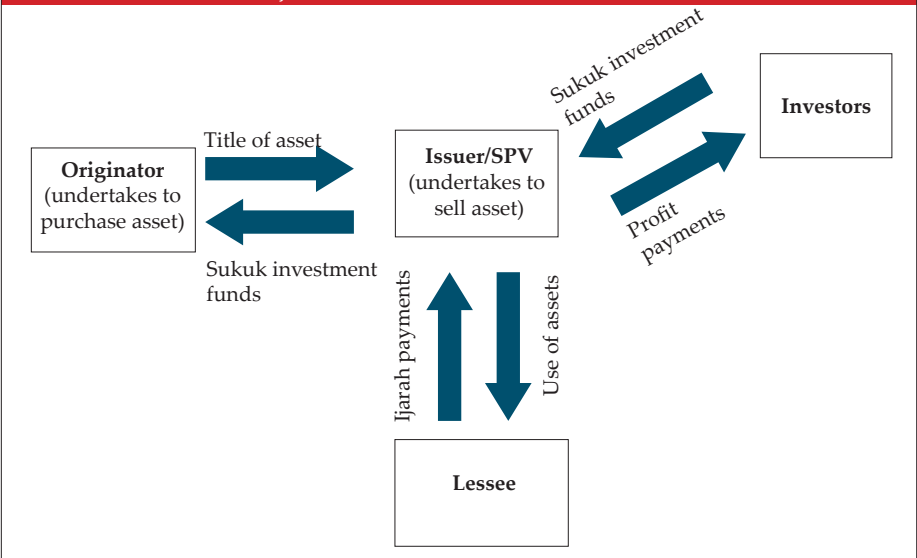 Originator
(undertakes to
purchase asset)
Title of asset
Sukuk investment
funds
Issuer/SPV
(undertakes to
sell asset)
Sukuk investment
funds
Profit
payments
Investors
Ijarah payments
Use of assets
Lessee